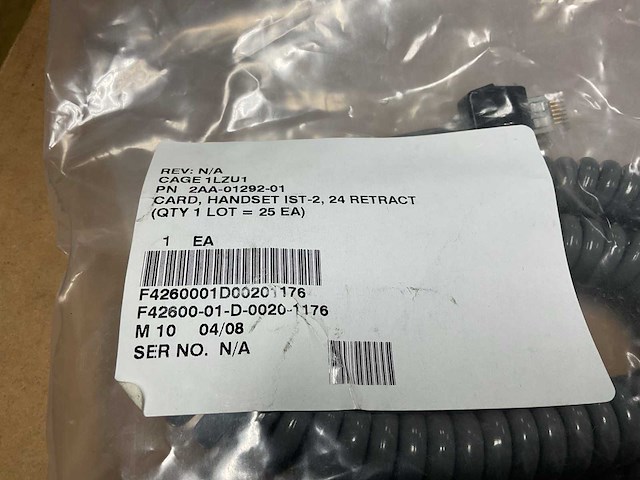 REV: N/A
CAGE 1LZU1
PN 2AA-01292-01
CARD, HANDSET IST-2, 24 RETRACT
(QTY 1 LOT = 25 EA)
1 EA
F4260001D00201176
F42600-01-D-0020-1176
M 10 04/08
SER NO. N/A